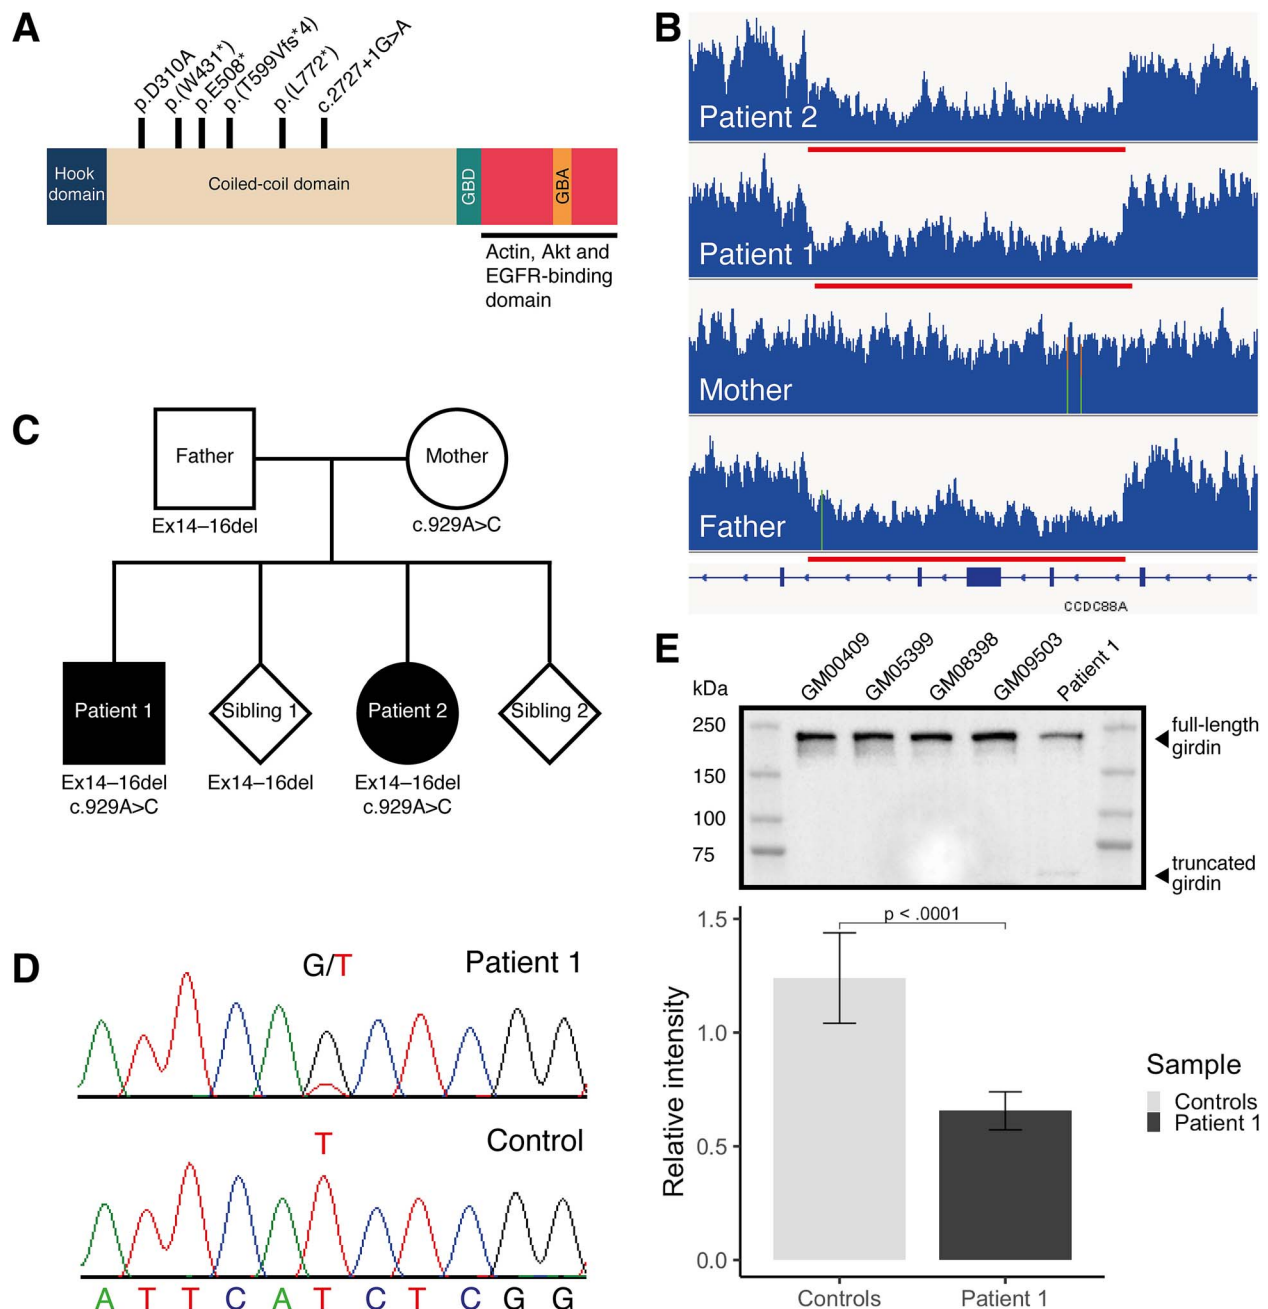 A
p.D310A
p.(W431*)
p.E508*
p.(T599Vfs*4)
p.(L772*)
c.2727+1G>A
Hook
domain
Coiled-coil domain
GBD
GBA
Actin, Akt and
EGFR-binding
domain
B
Patient 2
Patient 1
Mother
Father
CCDC88A
C
Father
Mother
Ex14–16del
c.929A>C
Patient 1
Sibling 1
Patient 2
Sibling 2
Ex14–16del
c.929A>C
Ex14–16del
Ex14–16del
c.929A>C
D
G/T
Patient 1
T
Control
A T T C A T C T C G G
E
kDa
GM00409
GM05399
GM08398
GM09503
Patient 1
250
150
100
75
full-length
girdin
truncated
girdin
p < .0001
1.5
1.0
0.5
0.0
Relative intensity
Controls
Patient 1
Sample
Controls
Patient 1